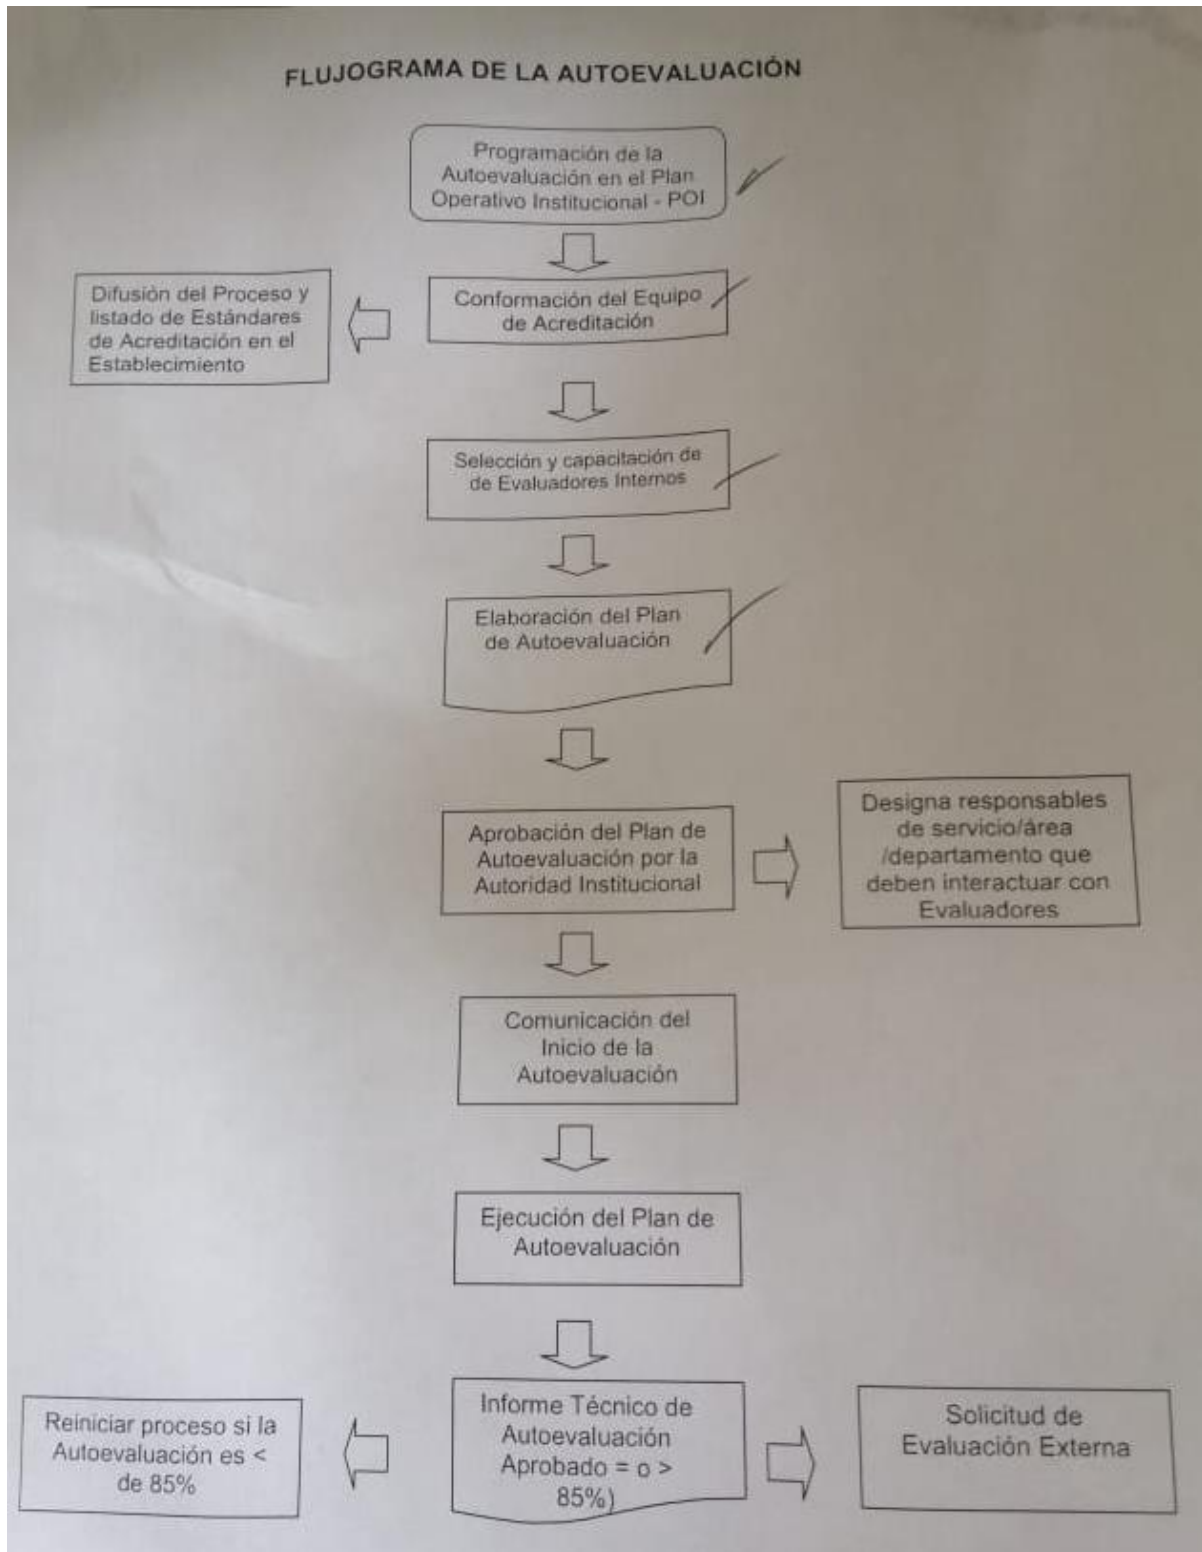 FLUJOGRAMA DE LA AUTOEVALUACIÓN
Programación de la
Autoevaluación en el Plan
Operativo Institucional - POI
Difusión del Proceso y
listado de Estándares
de Acreditación en el
Establecimiento
Conformación del Equipo
de Acreditación
Selección y capacitación de
de Evaluadores Internos
Elaboración del Plan
de Autoevaluación
Aprobación del Plan de
Autoevaluación por la
Autoridad Institucional
Designa responsables
de servicio/área
/departamento que
deben interactuar con
Evaluadores
Comunicación del
Inicio de la
Autoevaluación
Ejecución del Plan de
Autoevaluación
Reiniciar proceso si la
Autoevaluación es <
de 85%
Informe Técnico de
Autoevaluación
Aprobado = o >
85%)
Solicitud de
Evaluación Externa